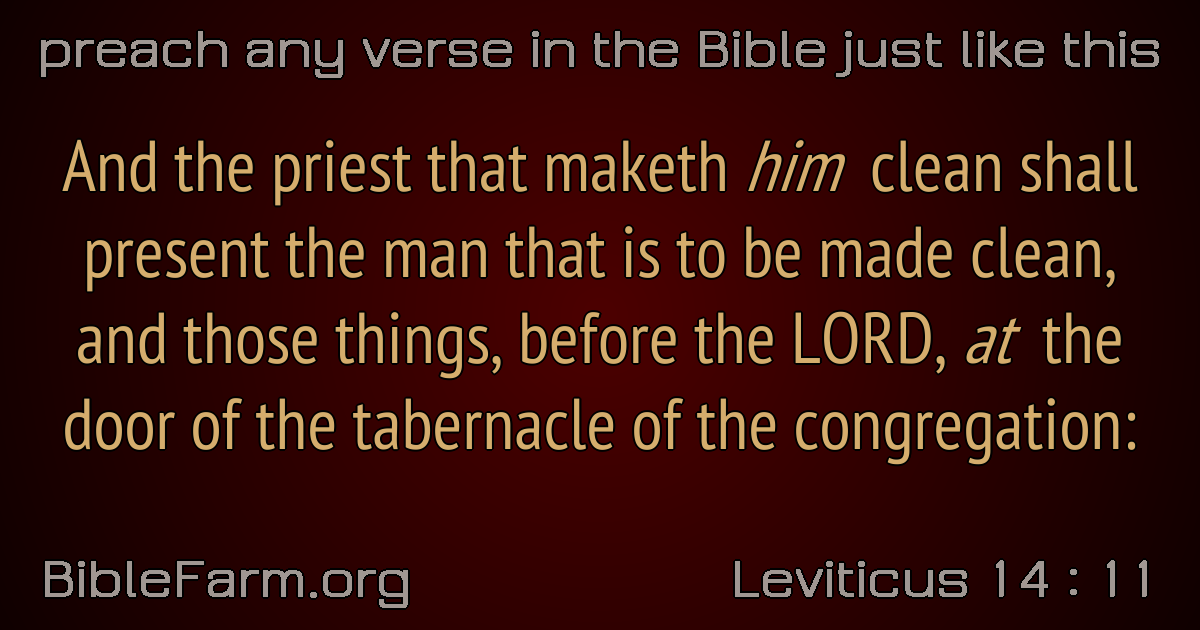 preach any verse in the Bible just like this
And the priest that maketh him clean shall
present the man that is to be made clean,
and those things, before the LORD, at the
door of the tabernacle of the congregation:
BibleFarm.org
Leviticus 14 : 11